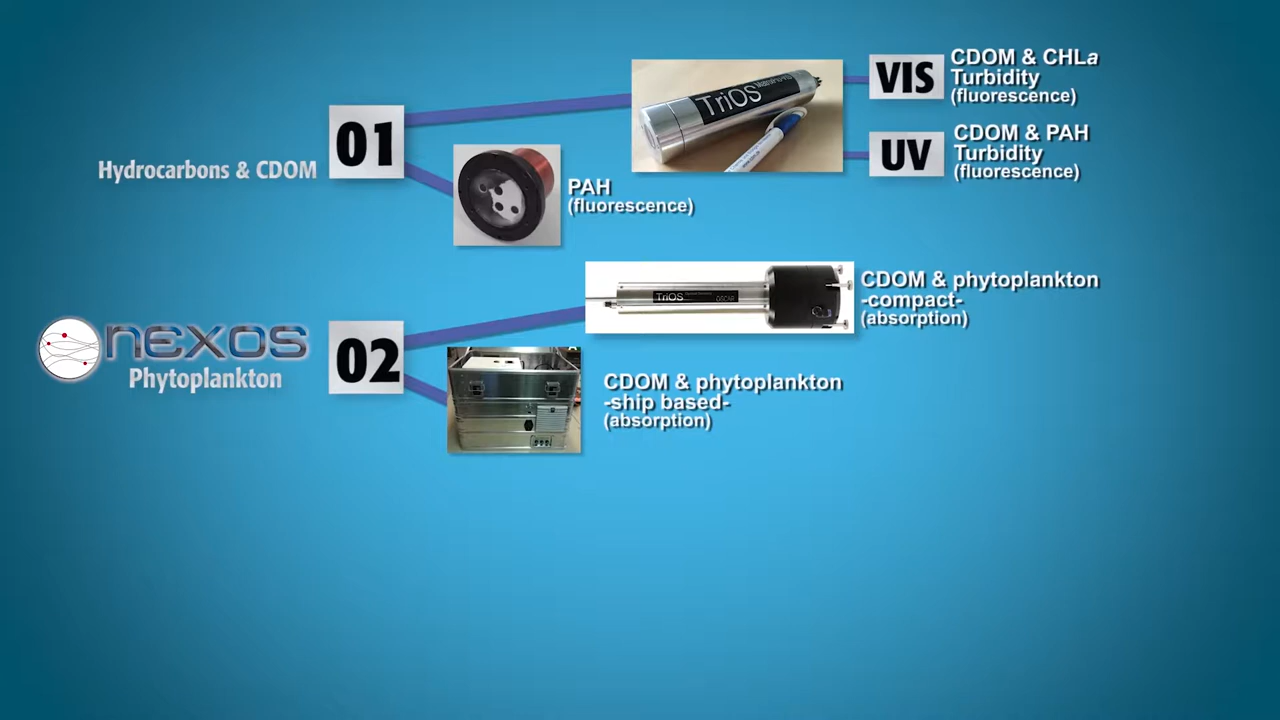 01
Hydrocarbons & CDOM
TriOS
VIS
CDOM & CHLa
Turbidity
(fluorescence)
UV
CDOM & PAH
Turbidity
(fluorescence)
PAH
(fluorescence)
nexos
Phytoplankton
02
TriOS
OSCAR
CDOM & phytoplankton
-compact-
(absorption)
CDOM & phytoplankton
-ship based-
(absorption)